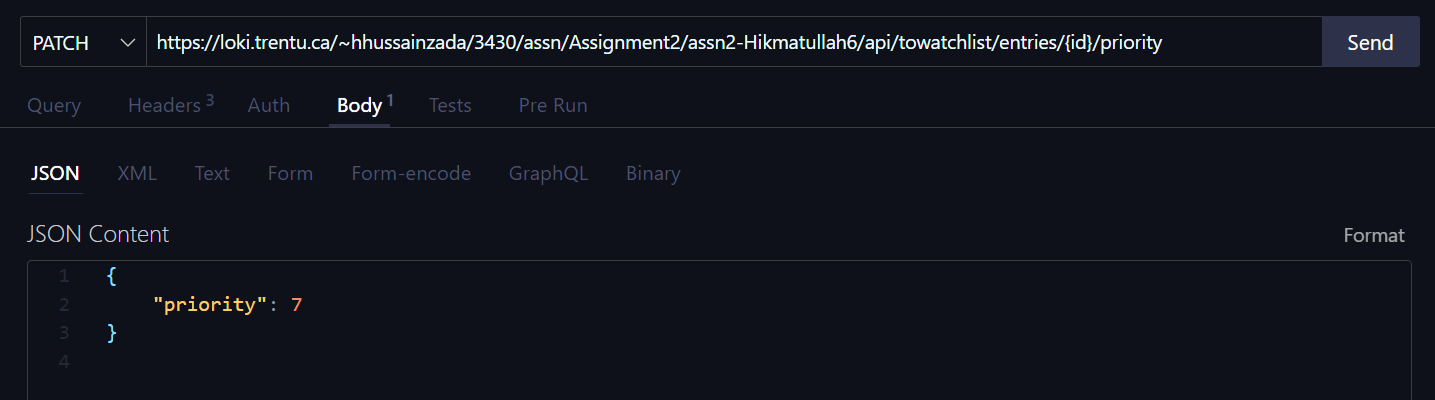 PATCH https://loki.trentu.ca/~hhussainzada/3430/assn/Assignment2/assn2-Hikmatullah6/api/towatchlist/entries/{id}/priority Send
Query Headers 3 Auth Body 1 Tests Pre Run
JSON XML Text Form Form-encode GraphQL Binary
JSON Content Format
1 {
2 "priority": 7
3 }
4